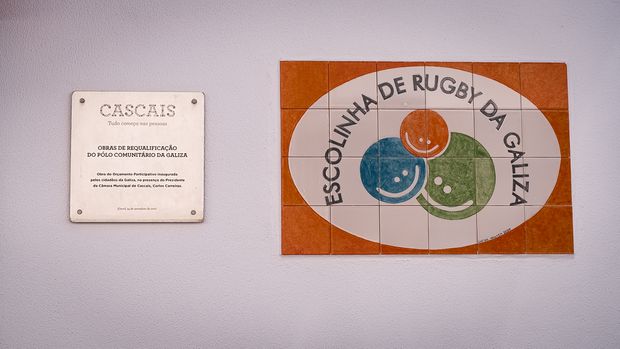 CASCAIS
Tudo começa nas pessoas
OBRAS DE REQUALIFICAÇÃO
DO PÓLO COMUNITÁRIO DA GALIZA
Obra do Orçamento Participativo inaugurada
pelos cidadãos da Galiza, na presença do Presidente
da Câmara Municipal de Cascais, Carlos Carreiras.
ESCOLINHA DE RUGBY DA GALIZA